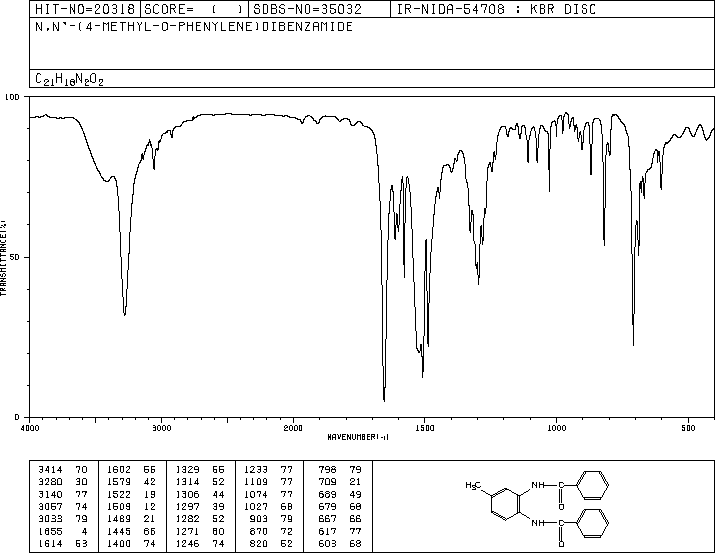 HIT-NO=20318 SCORE= ( ) SDBS-NO=35032 IR-NIDA-54708 : KBR DISC
N,N'-(4-METHYL-O-PHENYLENE)DIBENZAMIDE
C21H18N2O2
100
TRANSMITTANCE(%)
50
0
4000 3000 2000 1500 1000 500
WAVENUMBER(-1)
3414 70 1602 66 1329 66 1233 77 798 79
3280 30 1579 42 1314 52 1109 77 709 21
3140 77 1522 19 1306 44 1074 77 689 49
3067 74 1509 12 1297 39 1027 68 679 68
3033 79 1489 21 1282 52 903 79 667 66
1655 4 1445 66 1271 60 870 72 617 77
1614 53 1400 74 1246 74 820 52 603 68
H3C
NH C
O
NH C
O